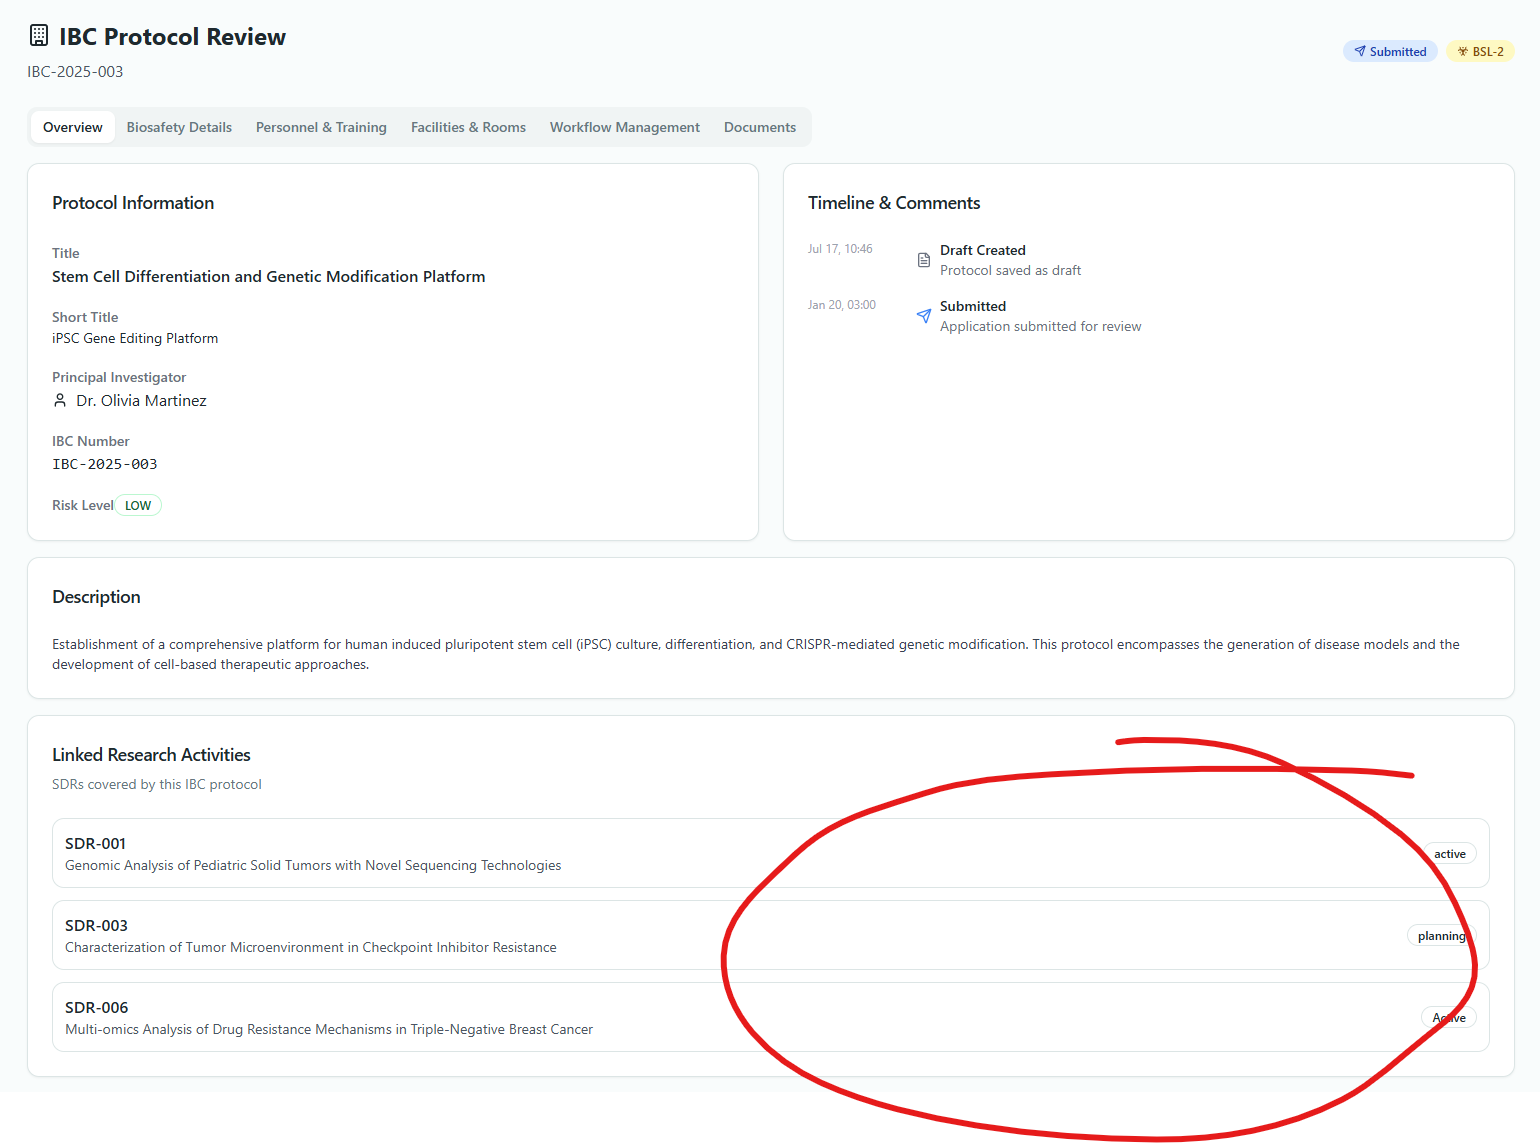 IBC Protocol Review
IBC-2025-003
Submitted
BSL-2
Overview
Biosafety Details
Personnel & Training
Facilities & Rooms
Workflow Management
Documents
Protocol Information
Title
Stem Cell Differentiation and Genetic Modification Platform
Short Title
iPSC Gene Editing Platform
Principal Investigator
Dr. Olivia Martinez
IBC Number
IBC-2025-003
Risk Level LOW
Timeline & Comments
Jul 17, 10:46
Draft Created
Protocol saved as draft
Jan 20, 03:00
Submitted
Application submitted for review
Description
Establishment of a comprehensive platform for human induced pluripotent stem cell (iPSC) culture, differentiation, and CRISPR-mediated genetic modification. This protocol encompasses the generation of disease models and the
development of cell-based therapeutic approaches.
Linked Research Activities
SDRs covered by this IBC protocol
SDR-001
Genomic Analysis of Pediatric Solid Tumors with Novel Sequencing Technologies
active
SDR-003
Characterization of Tumor Microenvironment in Checkpoint Inhibitor Resistance
planning
SDR-006
Multi-omics Analysis of Drug Resistance Mechanisms in Triple-Negative Breast Cancer
Active